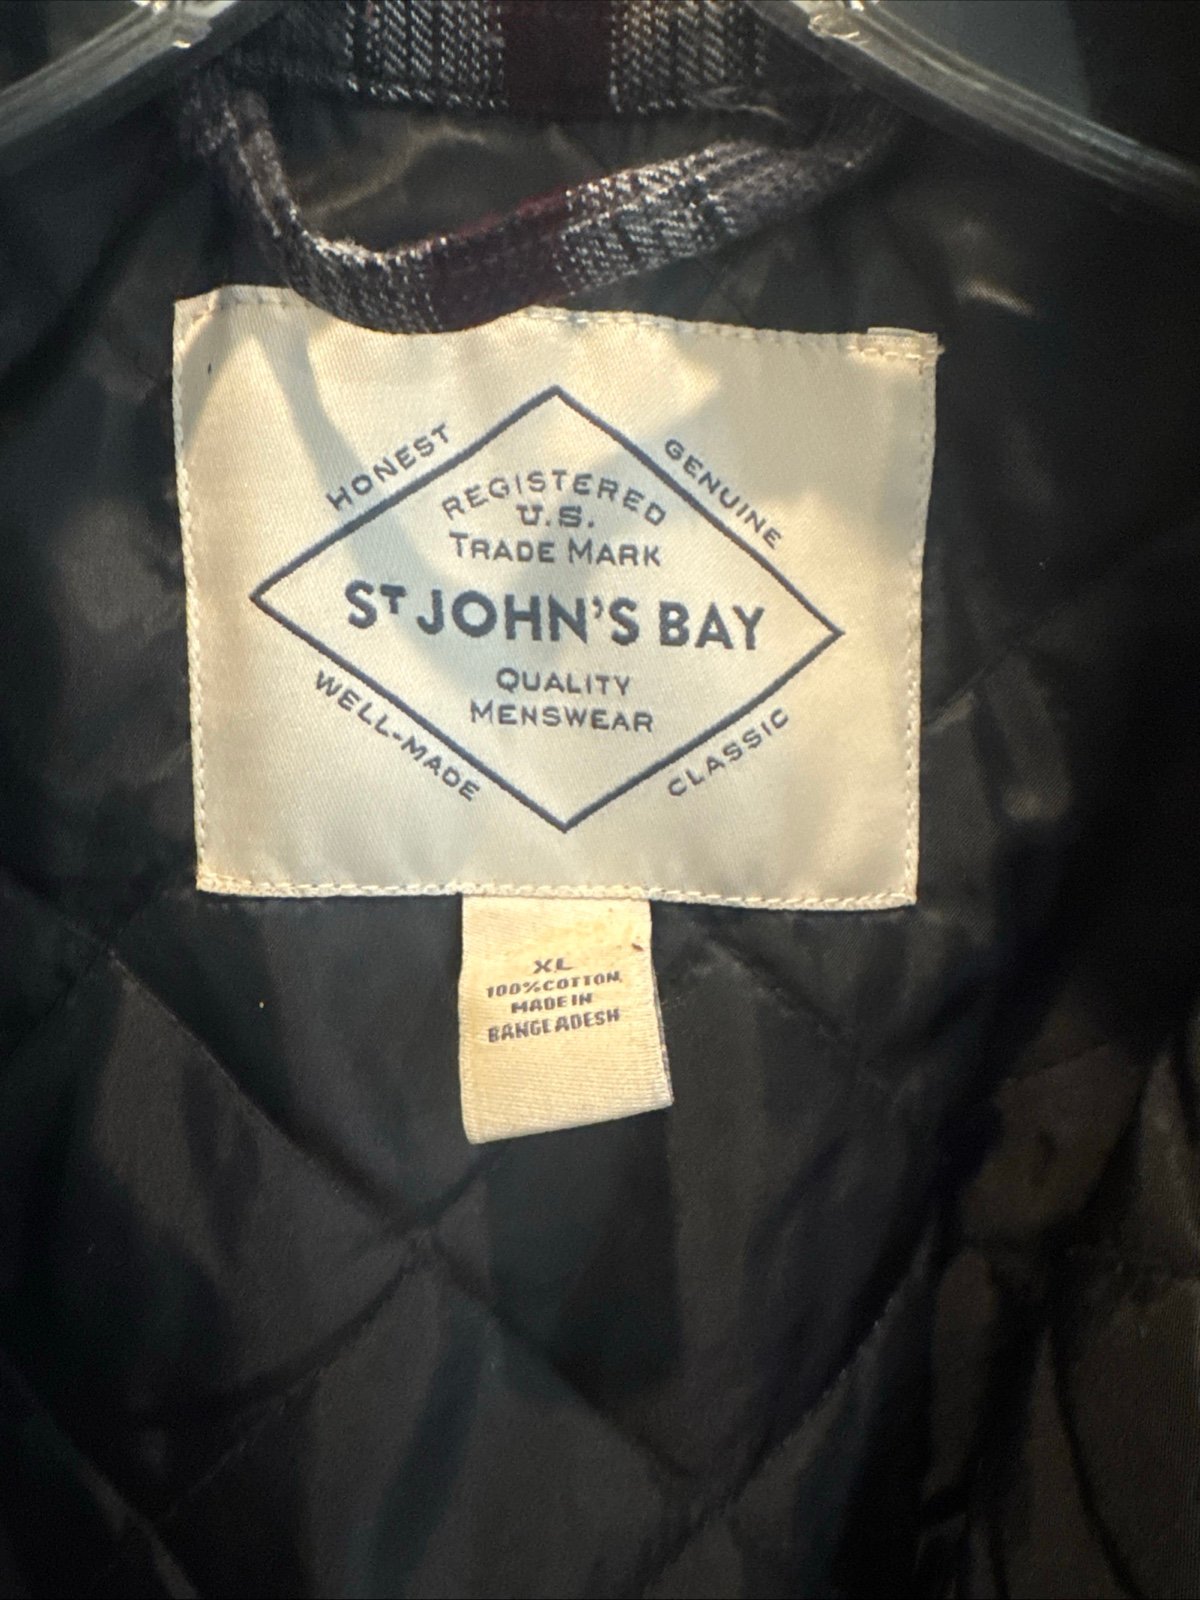 HONEST
GENUINE
REGISTERED
U.S.
TRADE MARK
ST JOHN'S BAY
QUALITY
MENSWEAR
WELL-MADE
CLASSIC
XL
100%COTTON,
MADE IN
BANGLADESH